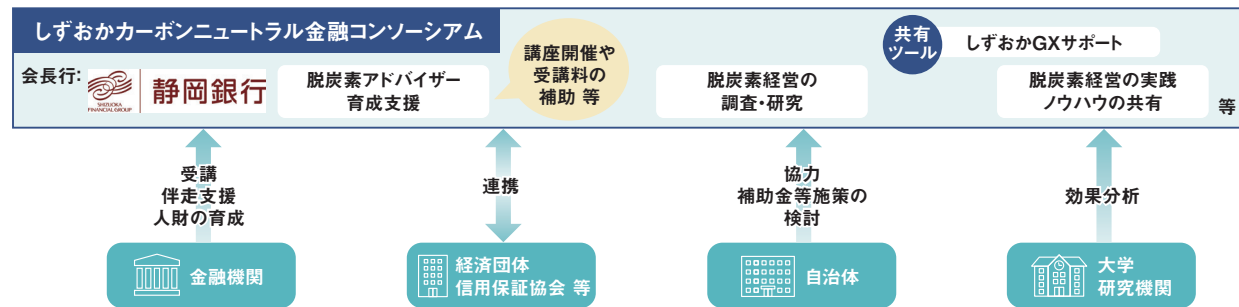 しずおかカーボンニュートラル金融コンソーシアム
会長行:
SHIZUOKA
FINANCIAL GROUP
静岡銀行
脱炭素アドバイザー
育成支援
講座開催や
受講料の
補助 等
脱炭素経営の
調査・研究
共有
ツール
しずおかGXサポート
脱炭素経営の実践
ノウハウの共有
等
受講
伴走支援
人財の育成
連携
協力
補助金等施策の
検討
効果分析
金融機関
経済団体
信用保証協会 等
自治体
大学
研究機関